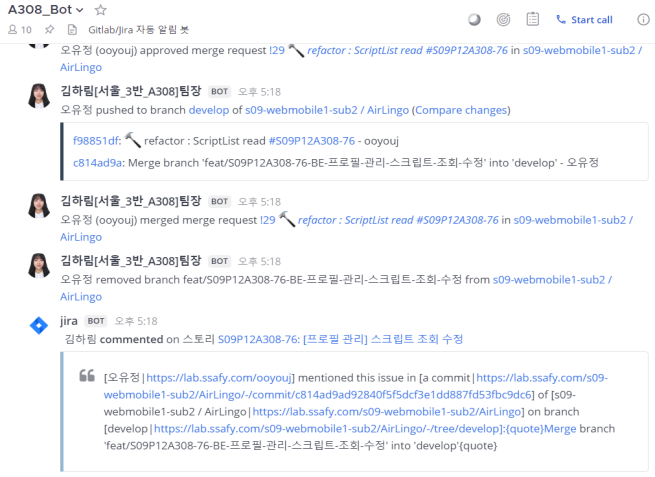 A308_Bot
10 Gitlab/Jira 자동 알림 봇
Start call
오유정 (ooyouj) approved merge request !29 refactor : ScriptList read #S09P12A308-76 in s09-webmobile1-sub2 /
AirLingo
김하림[서울_3반_A308]팀장 BOT 오후 5:18
오유정 pushed to branch develop of s09-webmobile1-sub2 / AirLingo (Compare changes)
f98851df: refactor : ScriptList read #S09P12A308-76 - ooyouj
c814ad9a: Merge branch 'feat/S09P12A308-76-BE-프로필-관리-스크립트-조회-수정' into 'develop' - 오유정
김하림[서울_3반_A308]팀장 BOT 오후 5:18
오유정 (ooyouj) merged merge request !29 refactor : ScriptList read #S09P12A308-76 in s09-webmobile1-sub2 /
AirLingo
김하림[서울_3반_A308]팀장 BOT 오후 5:18
오유정 removed branch feat/S09P12A308-76-BE-프로필-관리-스크립트-조회-수정 from s09-webmobile1-sub2 /
AirLingo
jira BOT 오후 5:18
김하림 commented on 스토리 S09P12A308-76: [프로필 관리] 스크립트 조회 수정
[오유정|https://lab.ssafy.com/ooyouj] mentioned this issue in [a commit|https://lab.ssafy.com/s09-
webmobile1-sub2/AirLingo/-/commit/c814ad9ad92840f5f5dcf3e1dd887fd53fbc9dc6] of [s09-
webmobile1-sub2 / AirLingo|https://lab.ssafy.com/s09-webmobile1-sub2/AirLingo] on branch
[develop|https://lab.ssafy.com/s09-webmobile1-sub2/AirLingo/-/tree/develop]:{quote}Merge branch
'feat/S09P12A308-76-BE-프로필-관리-스크립트-조회-수정' into 'develop'{quote}